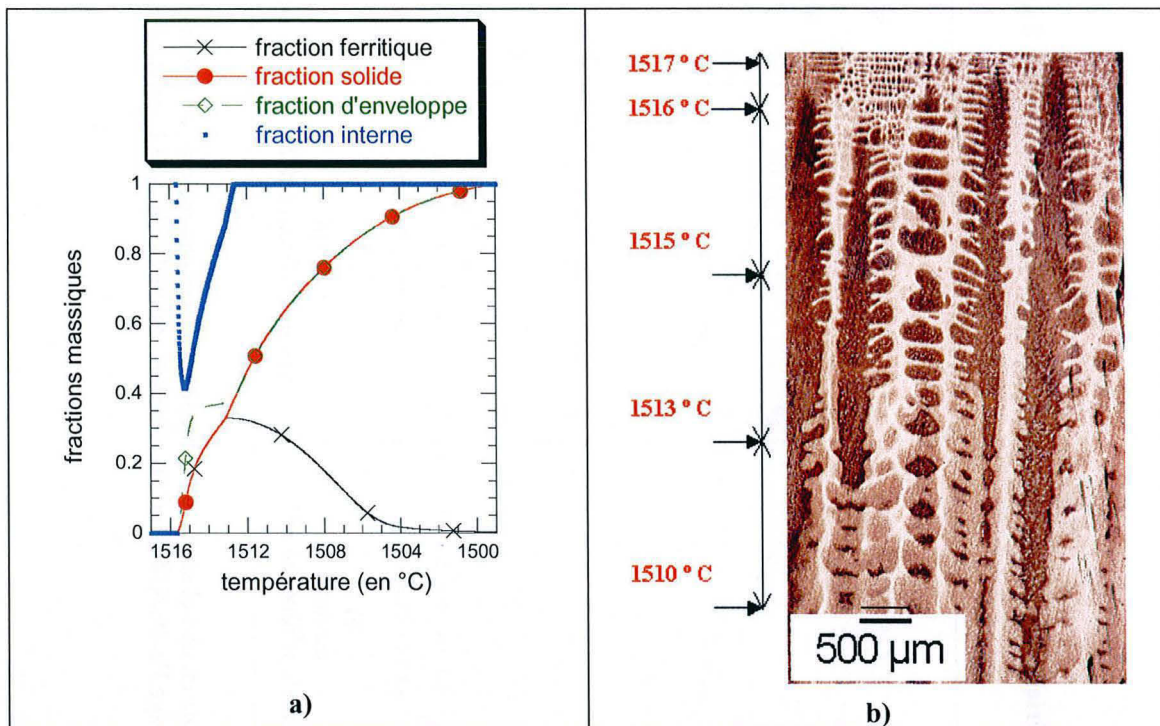 fraction ferritique
fraction solide
fraction d'enveloppe
fraction interne
1
0.8
0.6
0.4
0.2
0
fractions massiques
1516 1512 1508 1504 1500
température (en °C)
a)
1517 ° C
1516 ° C
1515 ° C
1513 ° C
1510 ° C
500 µm
b)